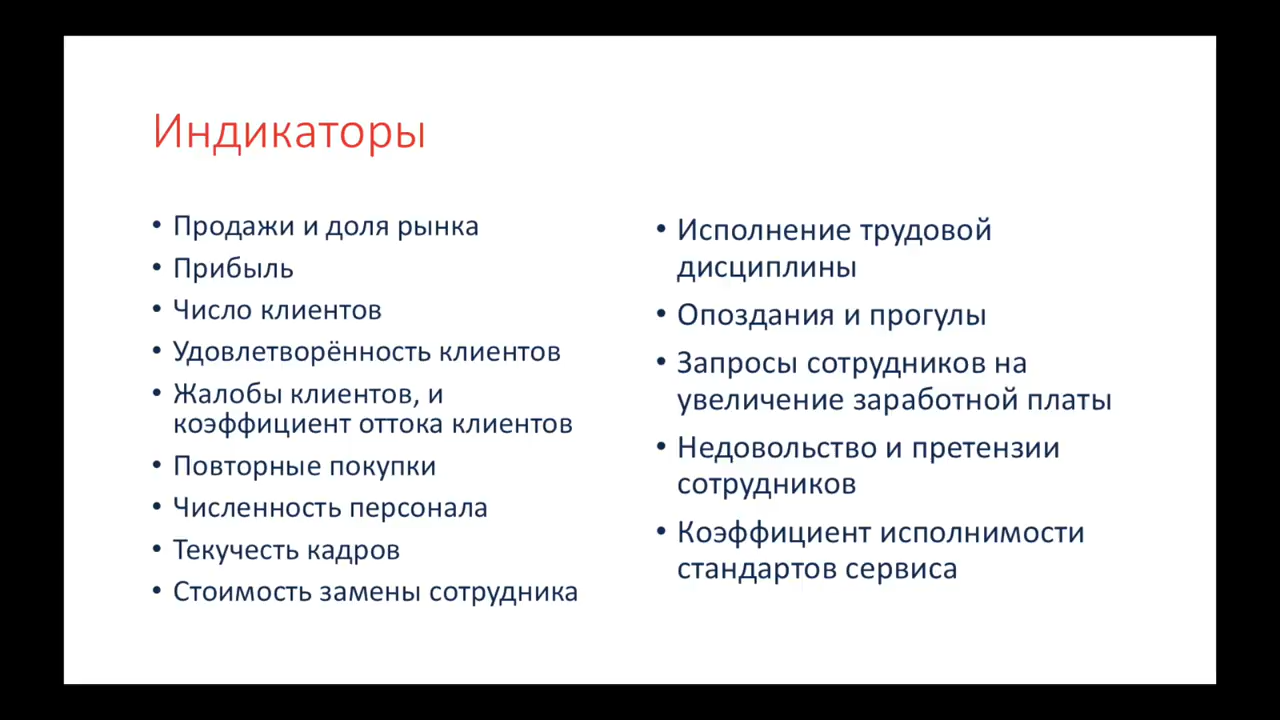 Индикаторы
• Продажи и доля рынка
• Прибыль
• Число клиентов
• Удовлетворённость клиентов
• Жалобы клиентов, и
коэффициент оттока клиентов
• Повторные покупки
• Численность персонала
• Текучесть кадров
• Стоимость замены сотрудника
• Исполнение трудовой
дисциплины
• Опоздания и прогулы
• Запросы сотрудников на
увеличение заработной платы
• Недовольство и претензии
сотрудников
• Коэффициент исполнимости
стандартов сервиса